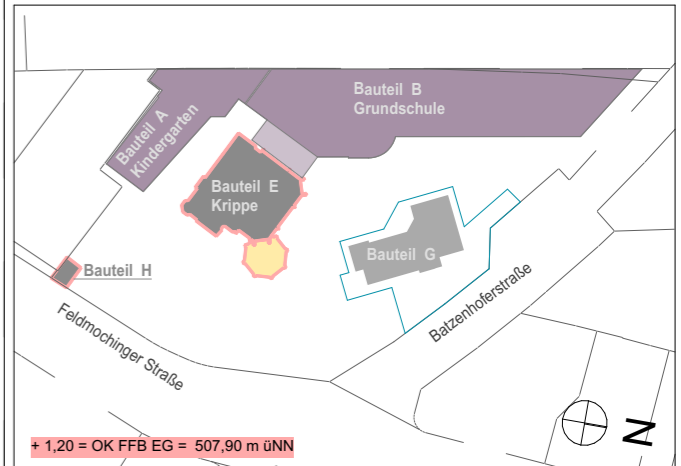 Bauteil B
Grundschule
Bauteil A
Kindergarten
Bauteil E
Krippe
Bauteil G
Bauteil H
Feldmochinger Straße
Batzenhoferstraße
+ 1,20 = OK FFB EG = 507,90 m üNN
N